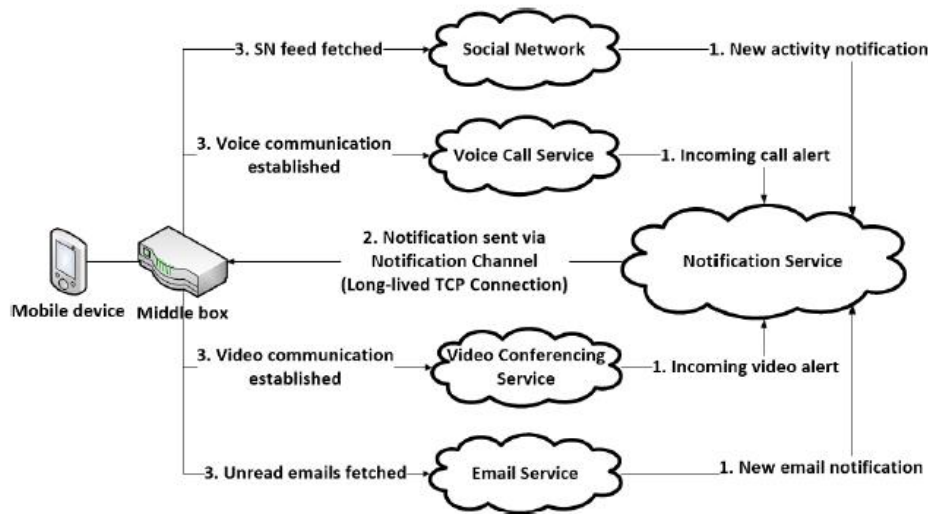 3. SN feed fetched
Social Network
1. New activity notification
3. Voice communication
established
Voice Call Service
1. Incoming call alert
2. Notification sent via
Notification Channel
(Long-lived TCP Connection)
Notification Service
Mobile device
Middle box
3. Video communication
established
Video Conferencing
Service
1. Incoming video alert
3. Unread emails fetched
Email Service
1. New email notification